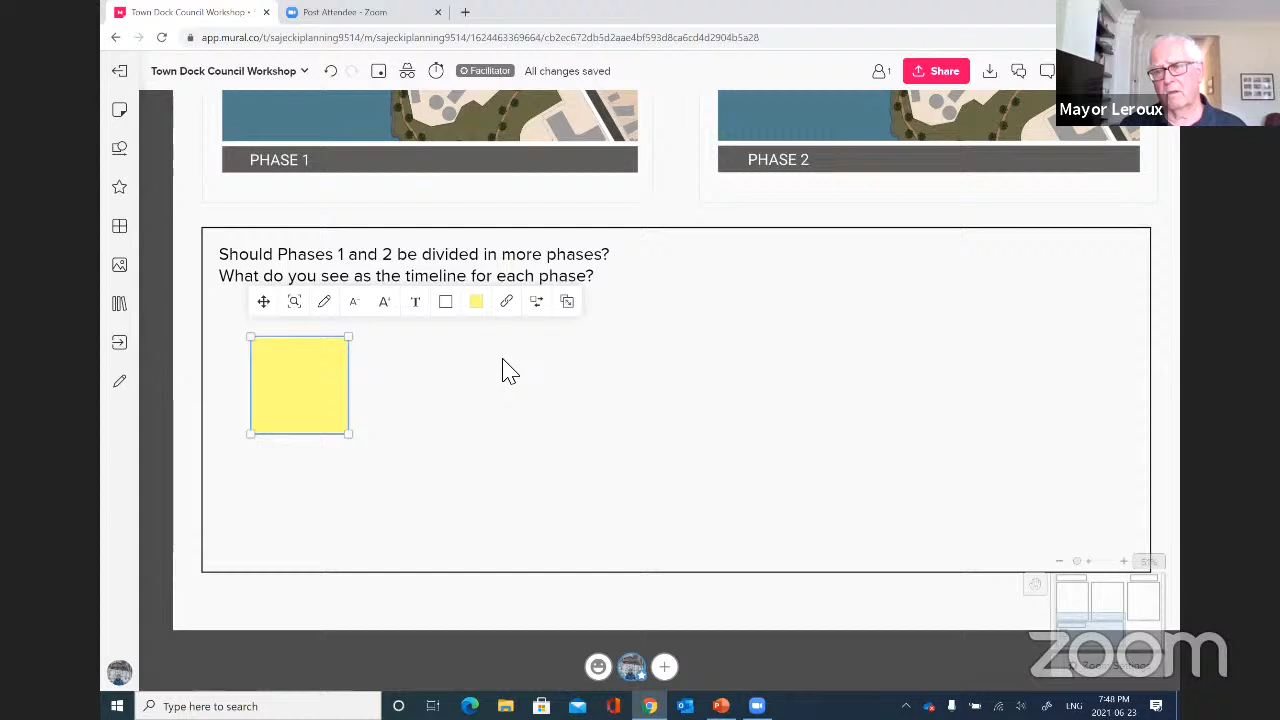 Town Dock Council Workshop •
Post Attendee - Zoom
app.mural.co/t/sajeckiplanning9514/m/sajeckiplanning9514/1624463369664/cb2cc672db5d2aae4bf593d8ca6cd4d2904b5a28
Town Dock Council Workshop
Facilitator
All changes saved
1
Share
Mayor Leroux
PHASE 1
PHASE 2
Should Phases 1 and 2 be divided in more phases?
What do you see as the timeline for each phase?
A-
A+
T
zoom
Zoom Settings
Type here to search
ENG
7:48 PM
2021-06-23